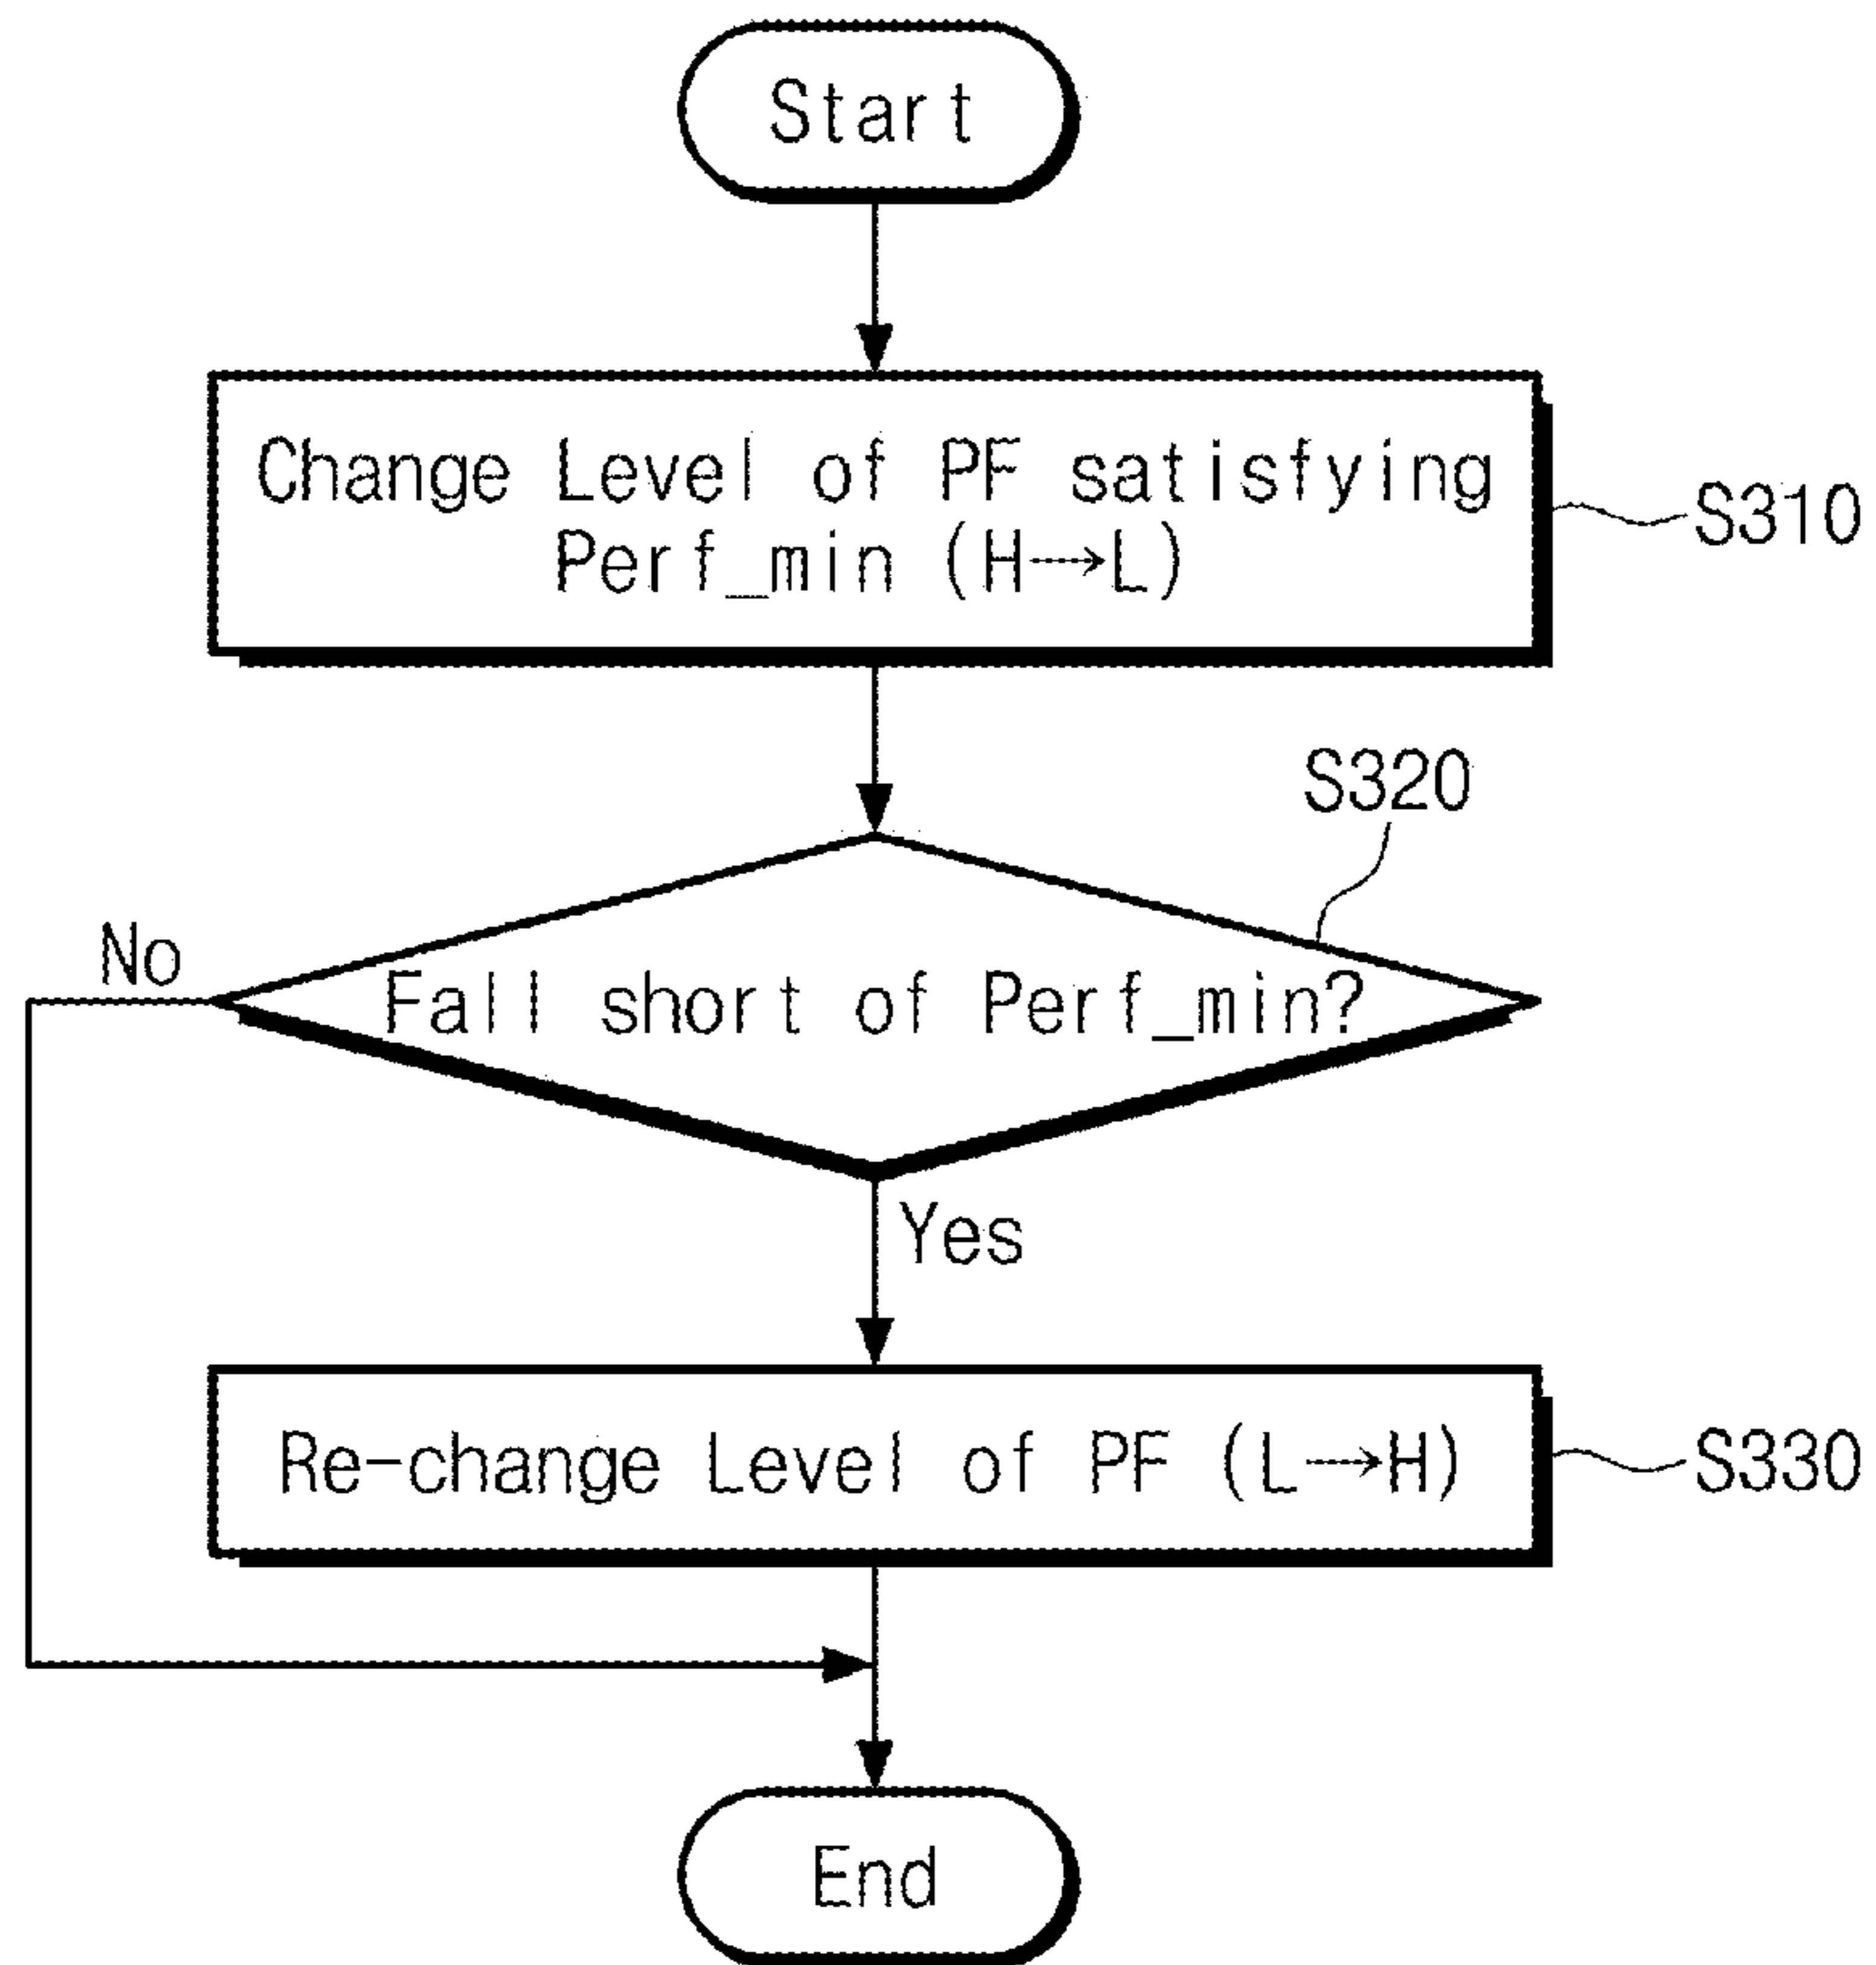 Start
Change Level of PF satisfying
Perf_min (H→L)
S310
S320
No
Fall short of Perf_min?
Yes
Re-change Level of PF (L→H)
S330
End